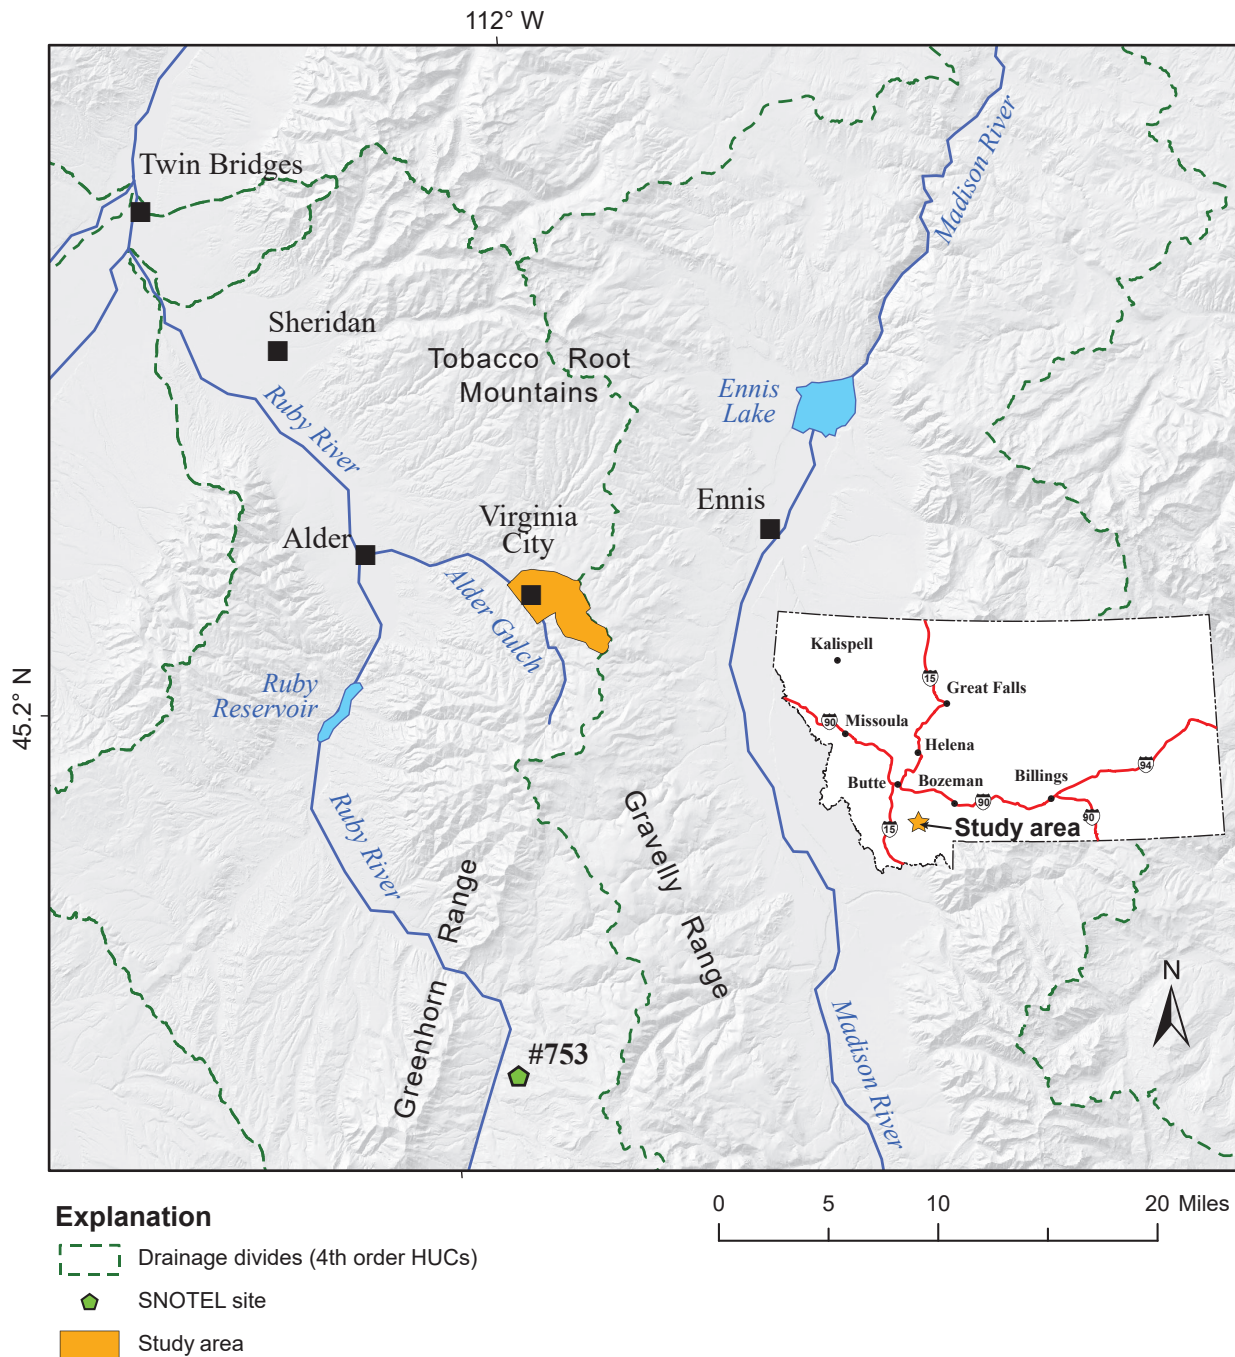 112° W
45.2° N
Twin Bridges
Madison River
Sheridan
Tobacco Root
Mountains
Ennis
Lake
Ruby River
Ennis
Virginia
City
Alder
Alder Gulch
Ruby
Reservoir
Kalispell
15
Great Falls
90
Missoula
Helena
94
Butte
Bozeman
Billings
90
90
15
Study area
Ruby River
Gravelly
Range
Greenhorn
Range
N
Madison River
#753
0
5
10
20 Miles
Explanation
Drainage divides (4th order HUCs)
SNOTEL site
Study area